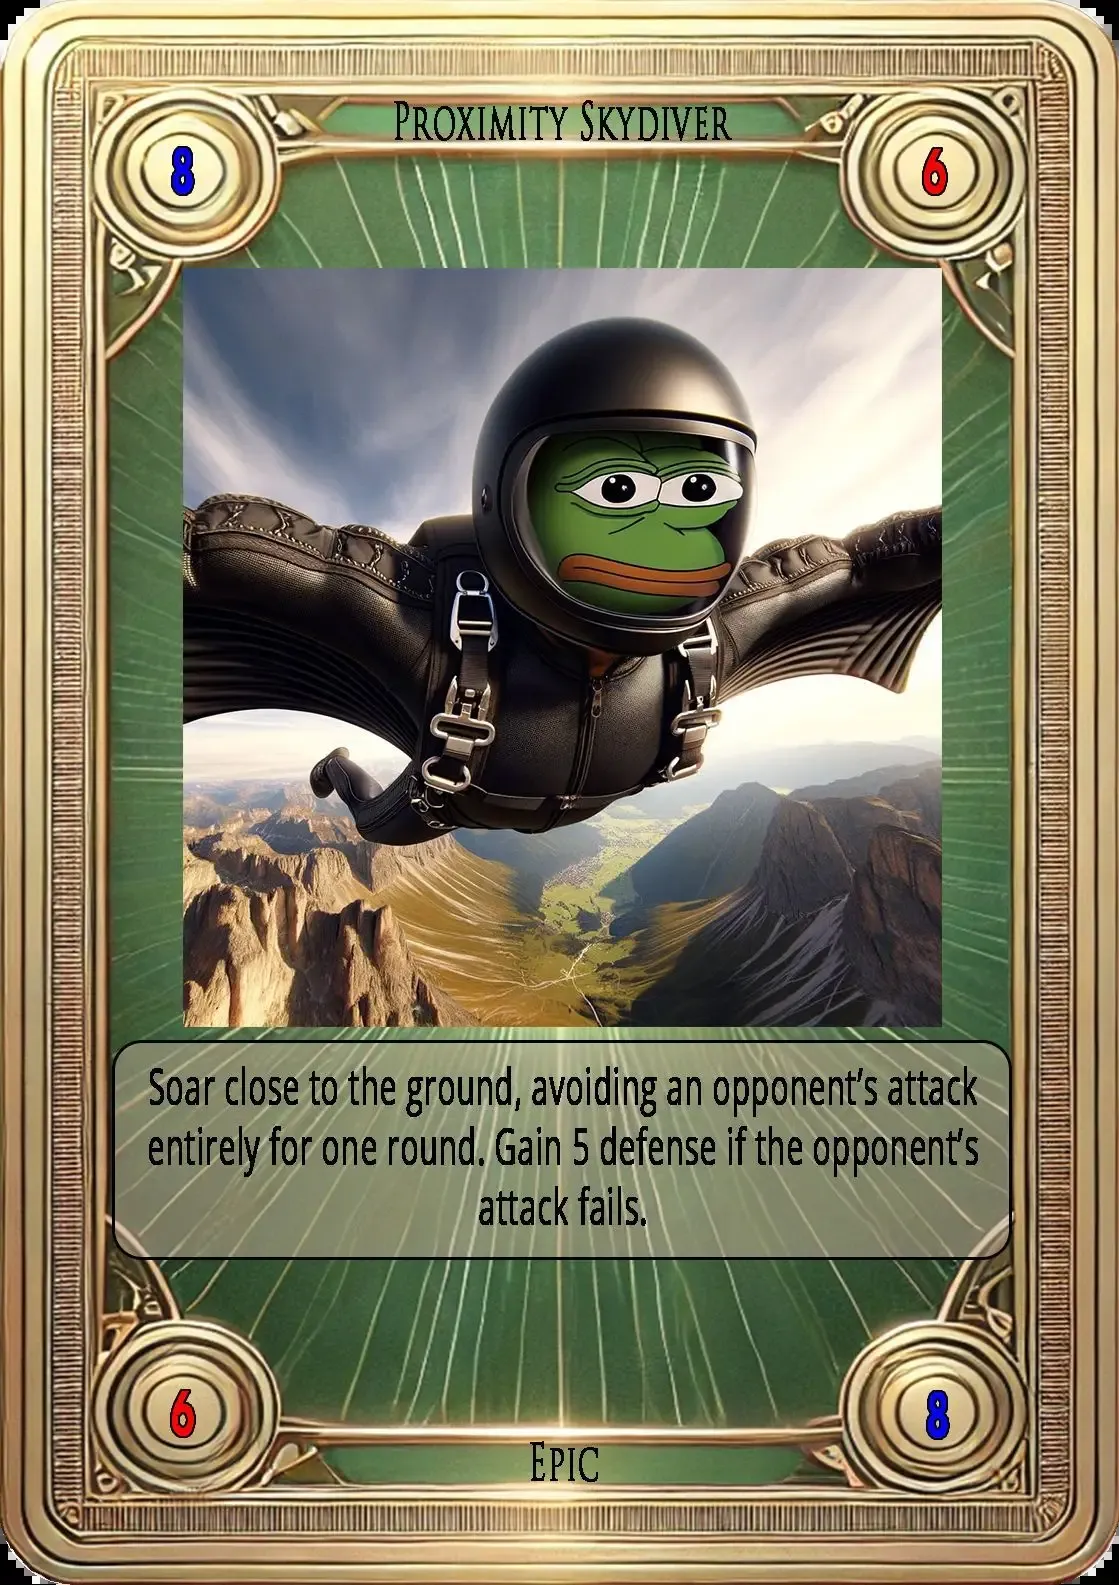 Proximity Skydiver
8
6
Soar close to the ground, avoiding an opponent's attack
entirely for one round. Gain 5 defense if the opponent's
attack fails.
6
8
Epic